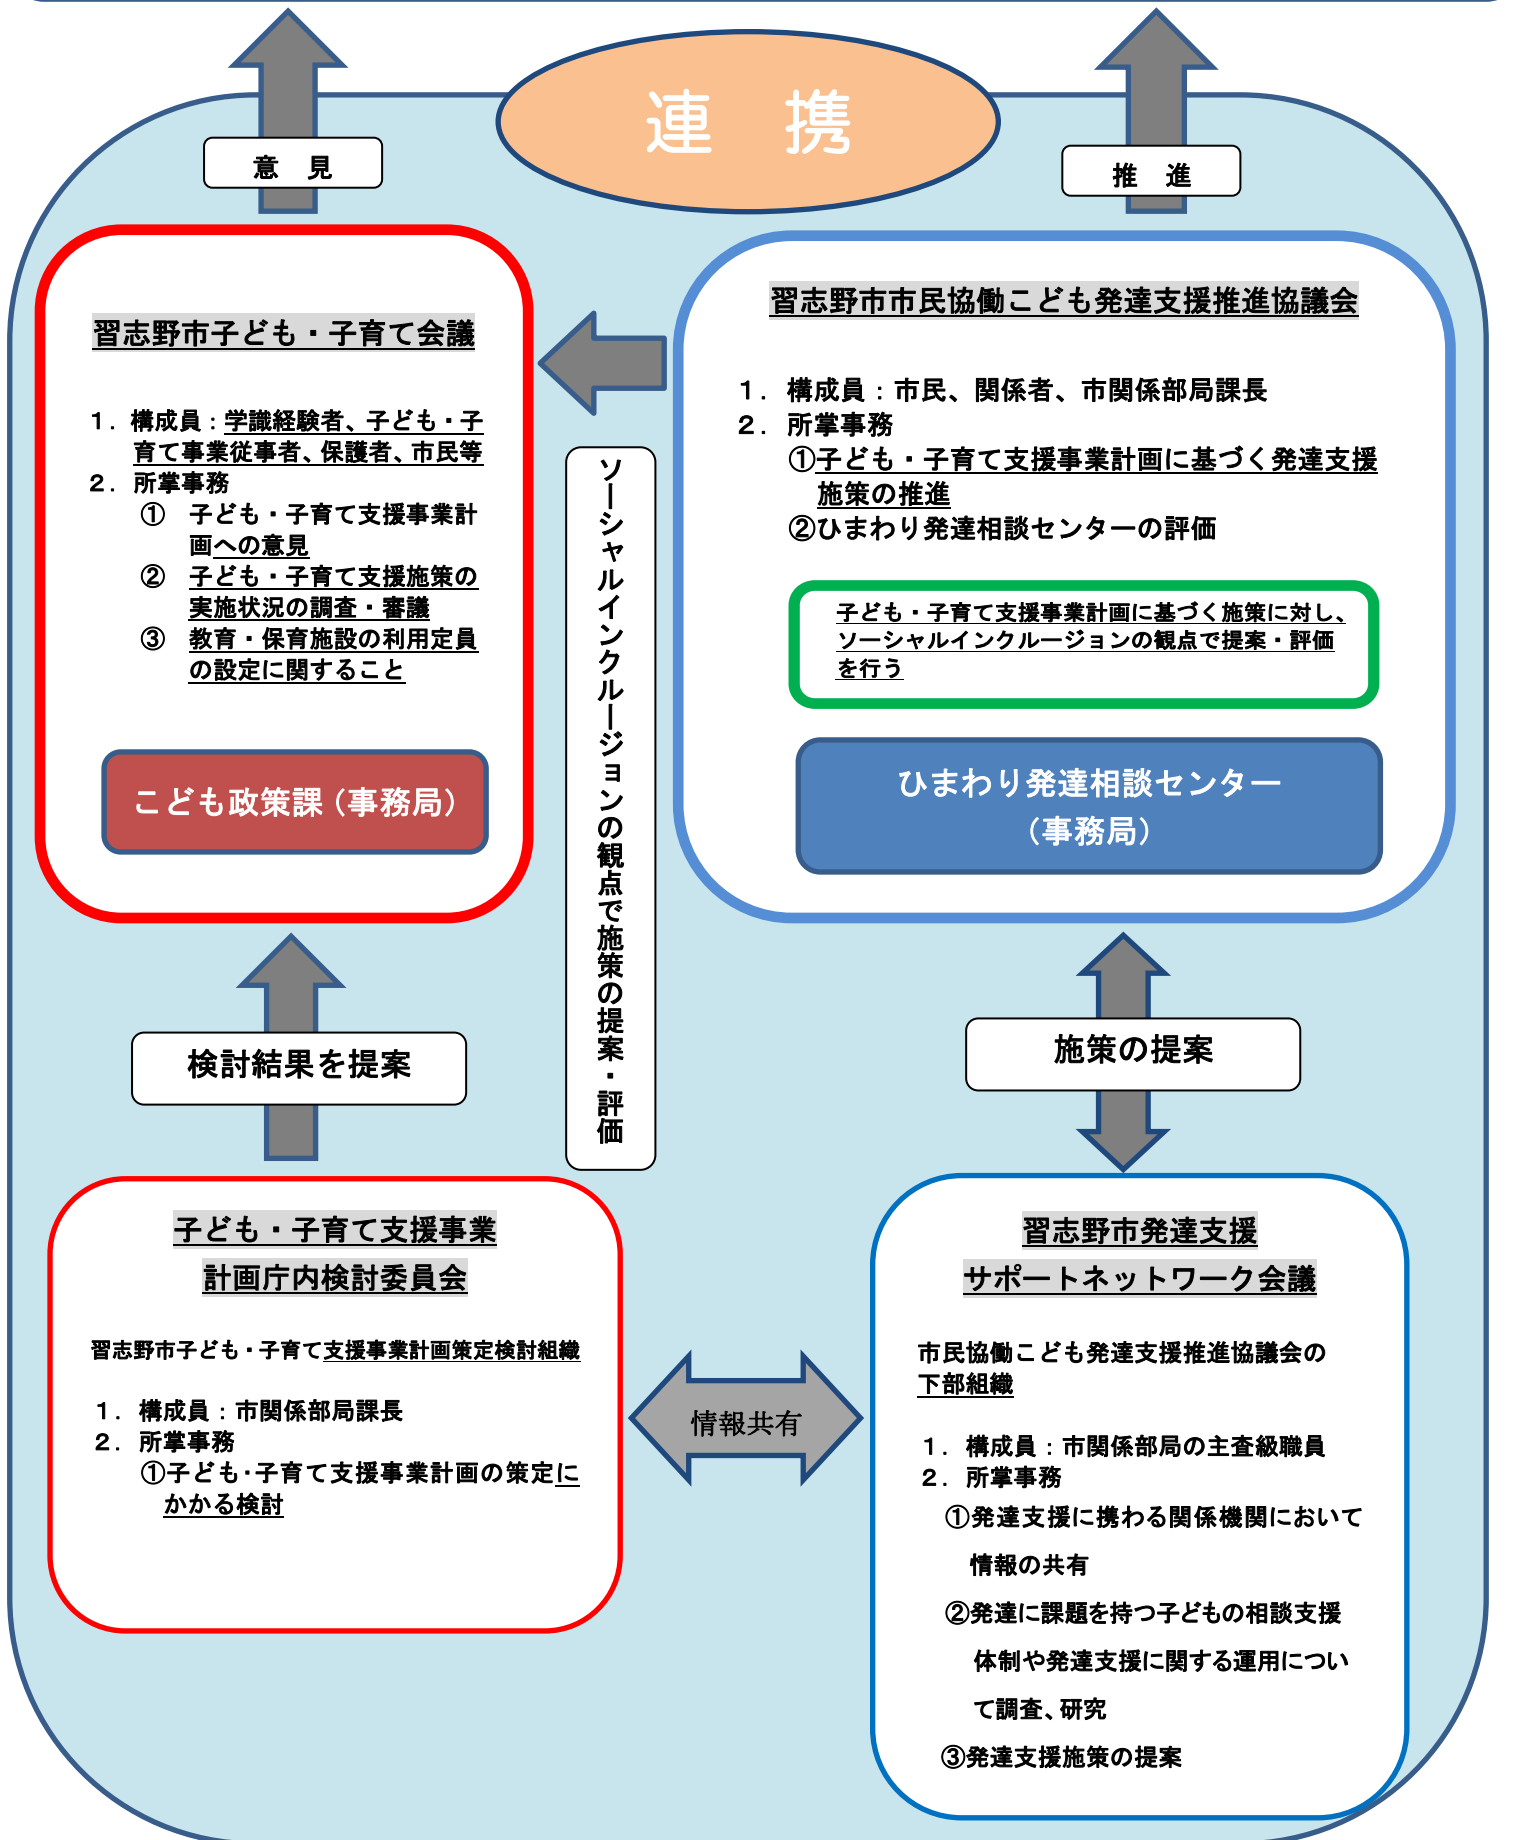 連　携
意　見
推　進
習志野市子ども・子育て会議
１．構成員：学識経験者、子ども・子
育て事業従事者、保護者、市民等
２．所掌事務
①　子ども・子育て支援事業計
画への意見
②　子ども・子育て支援施策の
実施状況の調査・審議
③　教育・保育施設の利用定員
の設定に関すること
こども政策課（事務局）
習志野市市民協働こども発達支援推進協議会
１．構成員：市民、関係者、市関係部局課長
２．所掌事務
①子ども・子育て支援事業計画に基づく発達支援
施策の推進
②ひまわり発達相談センターの評価
子ども・子育て支援事業計画に基づく施策に対し、
ソーシャルインクルージョンの観点で提案・評価
を行う
ひまわり発達相談センター
（事務局）
ソーシャルインクルージョンの観点で施策の提案・評価
検討結果を提案
施策の提案
子ども・子育て支援事業
計画庁内検討委員会
習志野市子ども・子育て支援事業計画策定検討組織
１．構成員：市関係部局課長
２．所掌事務
①子ども・子育て支援事業計画の策定に
かかる検討
情報共有
習志野市発達支援
サポートネットワーク会議
市民協働こども発達支援推進協議会の
下部組織
１．構成員：市関係部局の主査級職員
２．所掌事務
①発達支援に携わる関係機関において
情報の共有
②発達に課題を持つ子どもの相談支援
体制や発達支援に関する運用につい
て調査、研究
③発達支援施策の提案